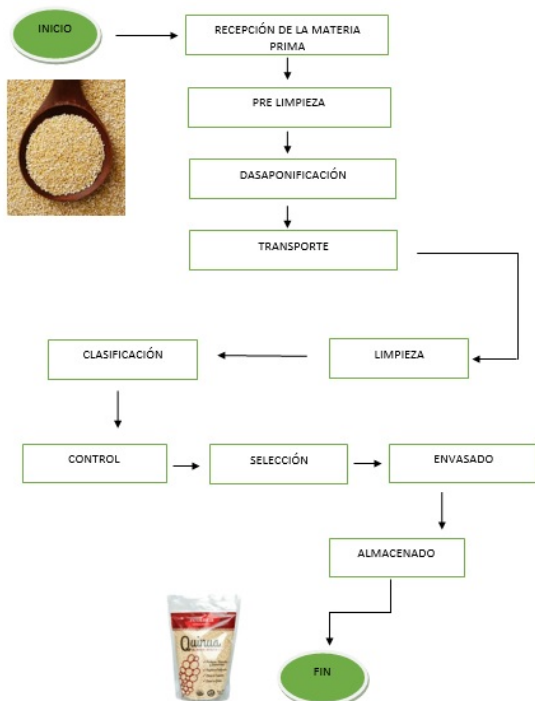 INICIO
RECEPCIÓN DE LA MATERIA
PRIMA
PRE LIMPIEZA
DASAPONIFICACIÓN
TRANSPORTE
LIMPIEZA
CLASIFICACIÓN
CONTROL
SELECCIÓN
ENVASADO
ALMACENADO
Quinua
FIN